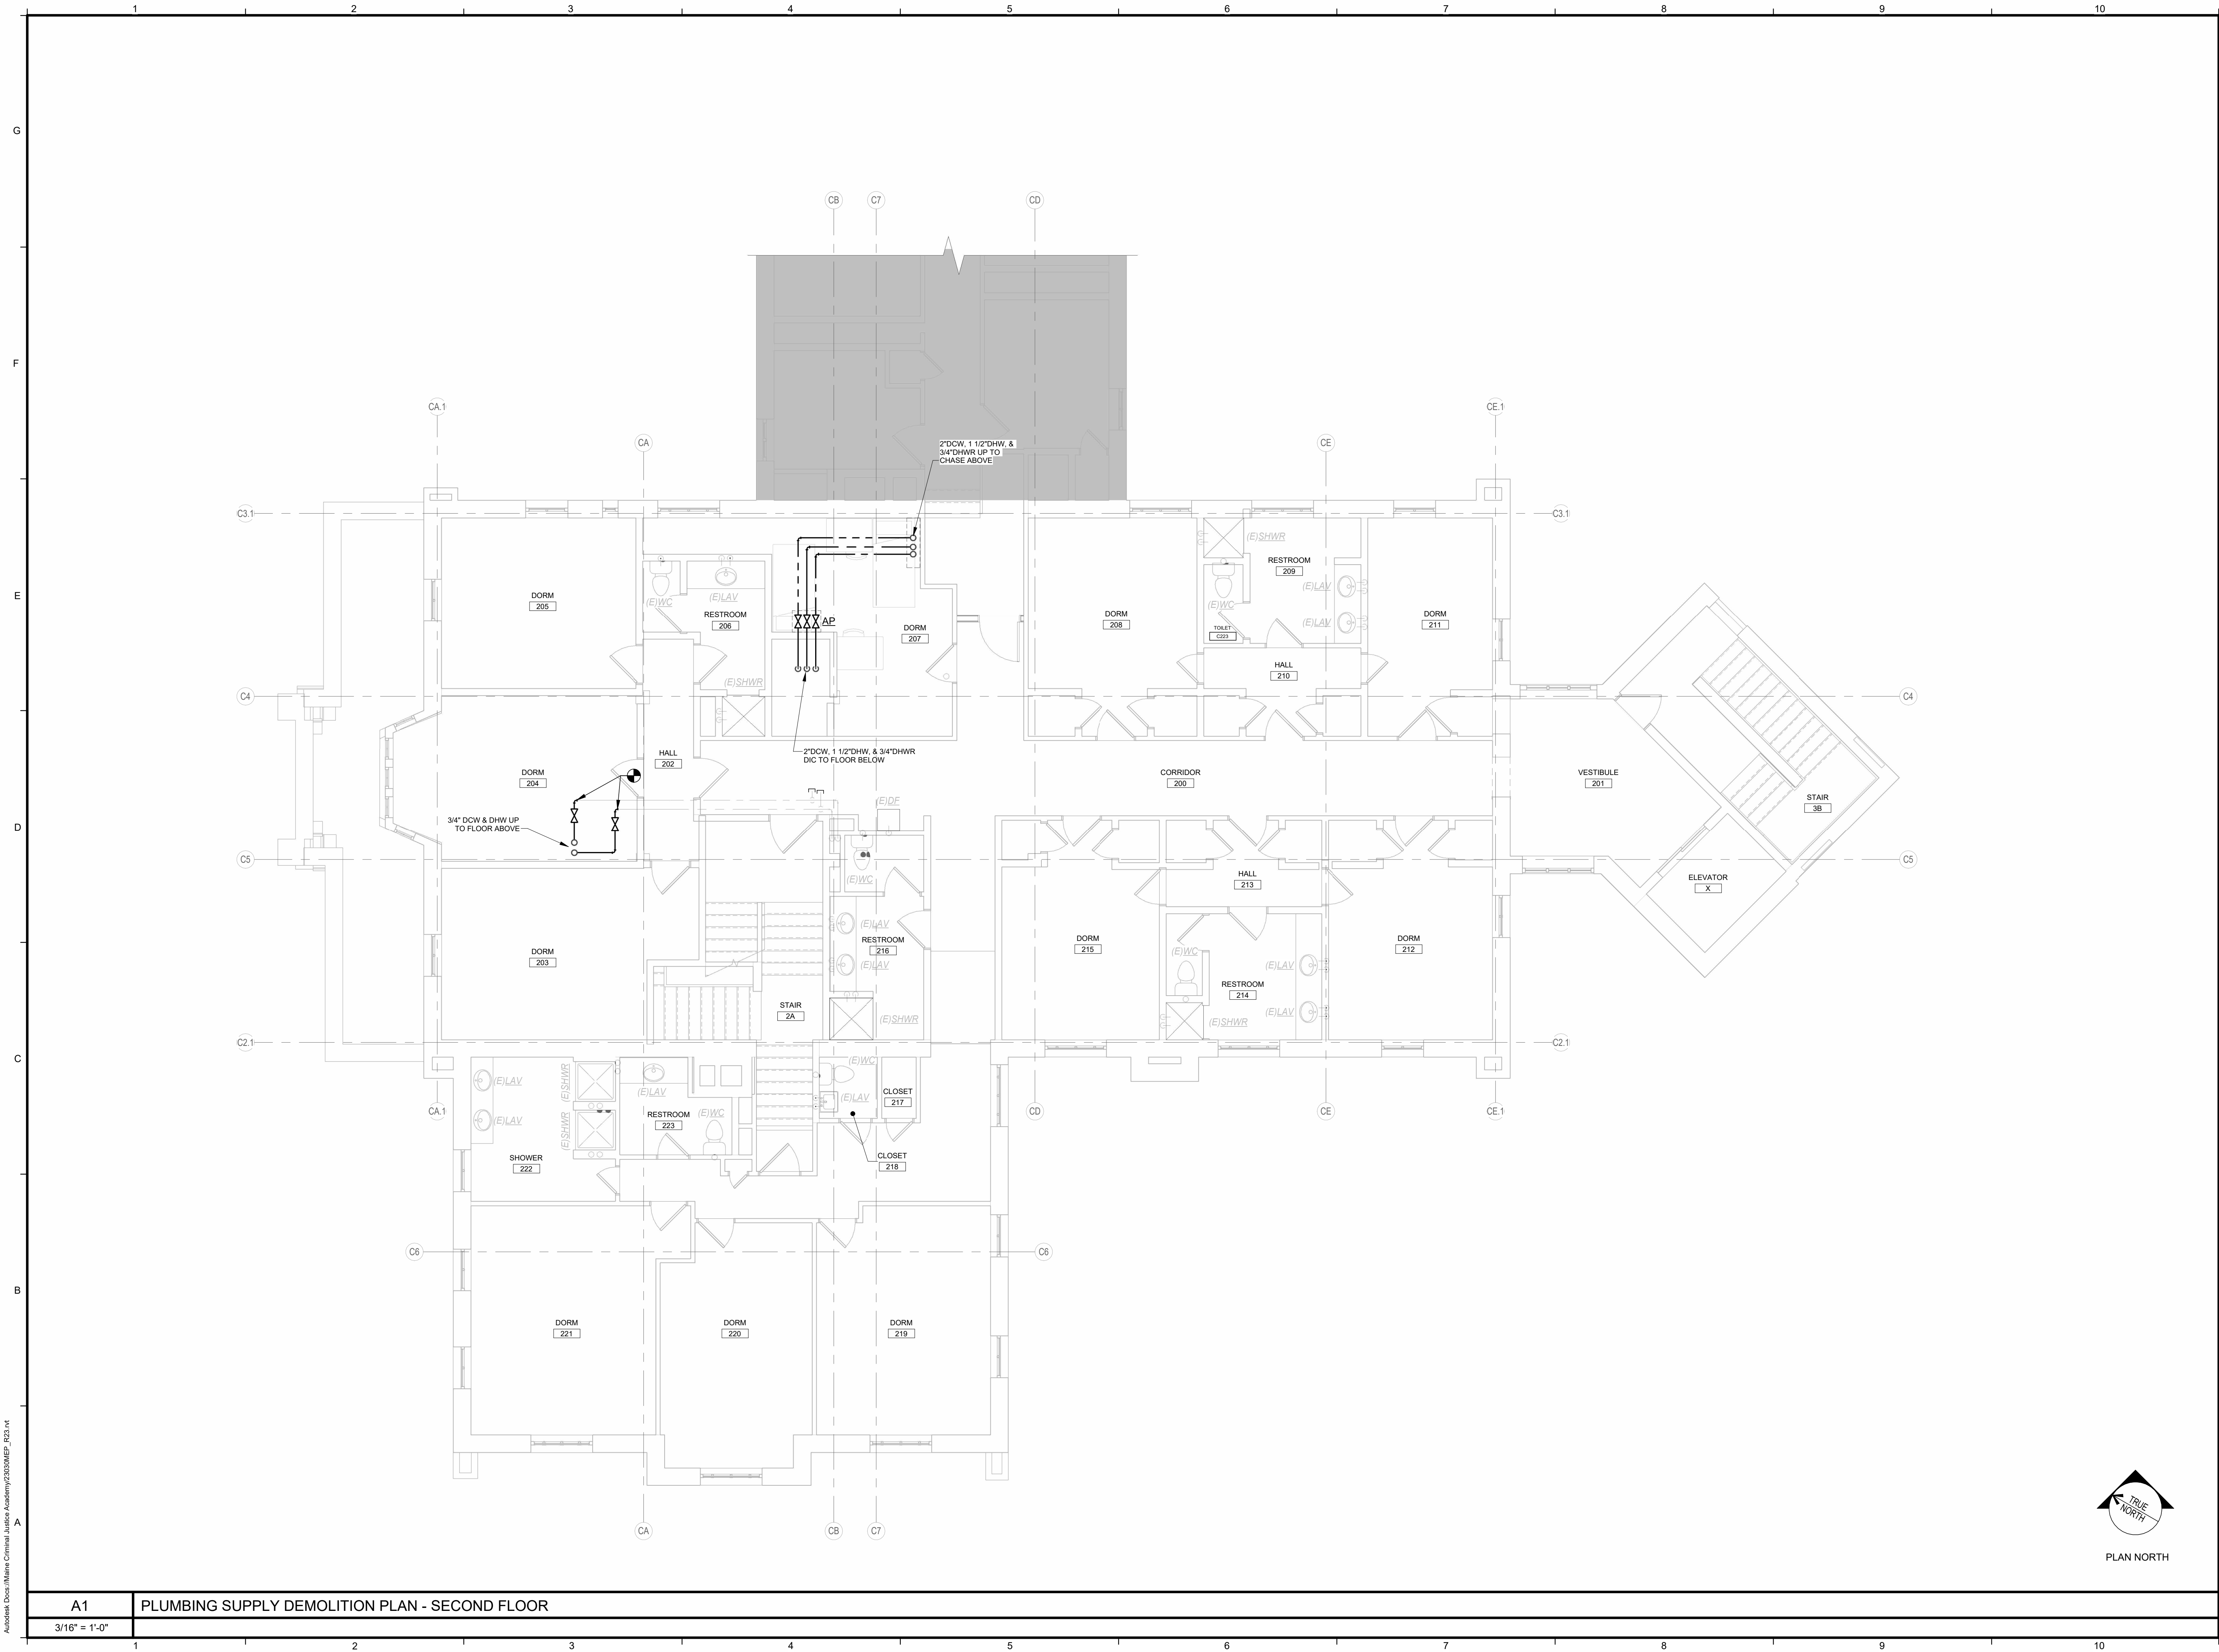 1 2 3 4 5 6 7 8 9 10
G
CB C7 CD
F
CA.1 CE.1
CA CE
2"DCW, 1 1/2"DHW, &
3/4"DHWR UP TO
CHASE ABOVE
C3.1 C3.1
(E)SHWR
RESTROOM
209
E
DORM
205
(E)WC
(E)LAV
RESTROOM
206
AP
DORM
207
DORM
208
(E)WC
(E)LAV
(E)LAV
TOILET
C223
DORM
211
HALL
210
(E)SHWR
C4 C4
2"DCW, 1 1/2"DHW, & 3/4"DHWR
DIC TO FLOOR BELOW
HALL
202
DORM
204
CORRIDOR
200
VESTIBULE
201
STAIR
3B
(E)DF
D
3/4" DCW & DHW UP
TO FLOOR ABOVE
C5 C5
(E)WC
HALL
213
ELEVATOR
X
(E)LAV
RESTROOM
216
(E)LAV
DORM
203
DORM
215
(E)WC
(E)LAV
DORM
212
RESTROOM
214
(E)LAV
STAIR
2A
(E)SHWR
(E)SHWR
C2.1 C2.1
C
(E)WC
(E)LAV
(E)SHWR
(E)LAV
CLOSET
217
(E)LAV
CA.1 CD CE CE.1
RESTROOM
223
(E)WC
(E)LAV
(E)SHWR
SHOWER
222
CLOSET
218
C6 C6
B
DORM
221
DORM
220
DORM
219
A
CA CB C7
TRUE
NORTH
PLAN NORTH
Autodesk Docs://Maine Criminal Justice Academy/23030MEP_R23.rvt
A1 PLUMBING SUPPLY DEMOLITION PLAN - SECOND FLOOR
3/16" = 1'-0"
1 2 3 4 5 6 7 8 9 10